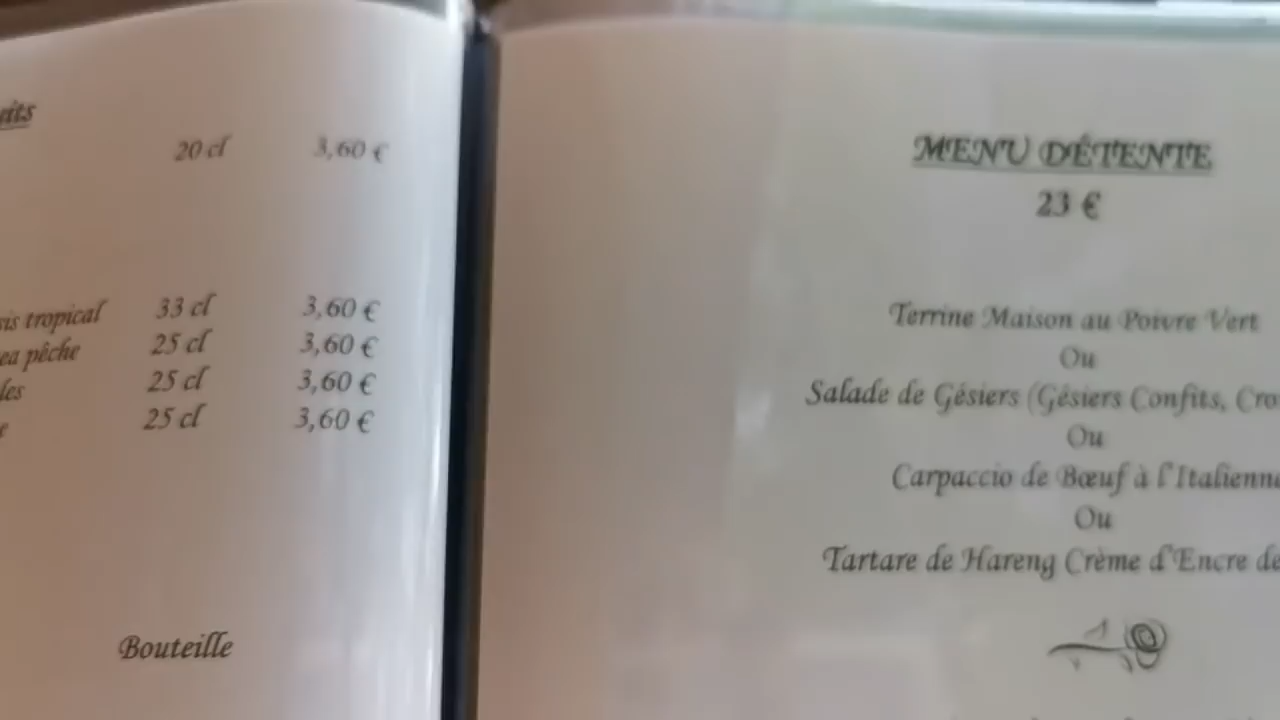 20 cl 3,60 €
tropical 33 cl 3,60 €
pêche 25 cl 3,60 €
25 cl 3,60 €
25 cl 3,60 €
Bouteille
MENU DÉTENTE
23 €
Terrine Maison au Poivre Vert
Ou
Salade de Gésiers (Gésiers Confits,
Ou
Carpaccio de Bœuf à l'Italienne
Ou
Tartare de Hareng Crème d'Encre de